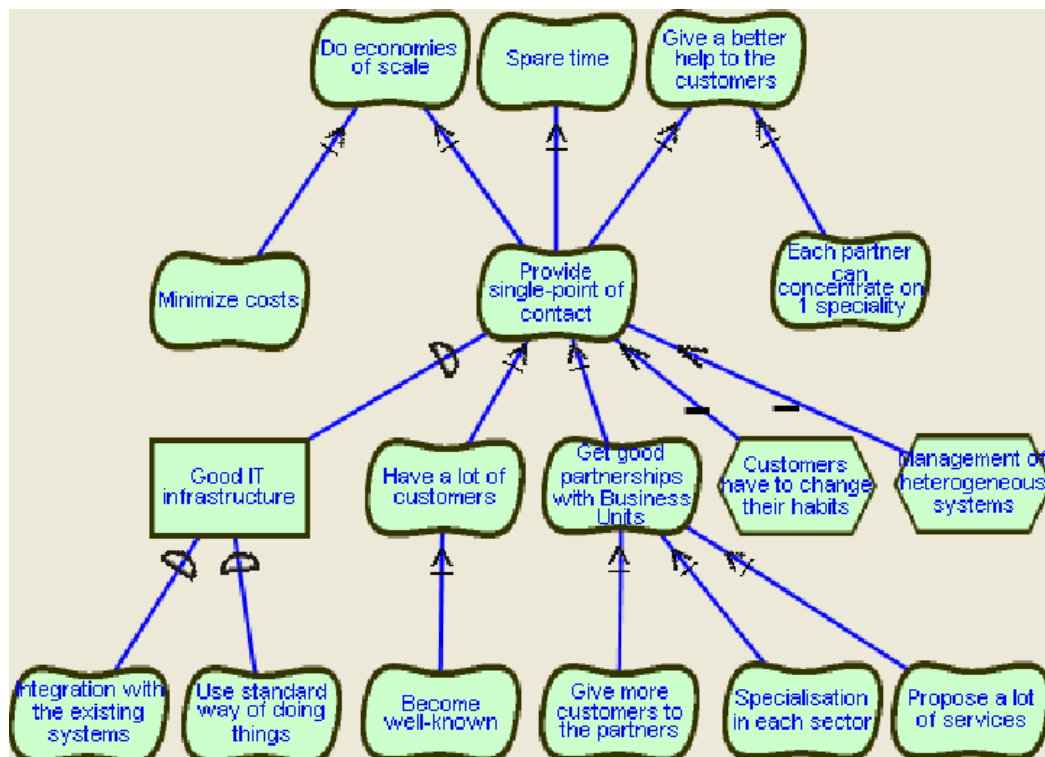 Do economies
of scale
Spare time
Give a better
help to the
customers
Minimize costs
Provide
single-point of
contact
Each partner
can
concentrate on
1 speciality
Good IT
infrastructure
Have a lot of
customers
Get good
partnerships
with Business
Units
Customers
have to change
their habits
Management of
heterogeneous
systems
Integration with
the existing
systems
Use standard
way of doing
things
Become
well-known
Give more
customers to
the partners
Specialisation
in each sector
Propose a lot
of services